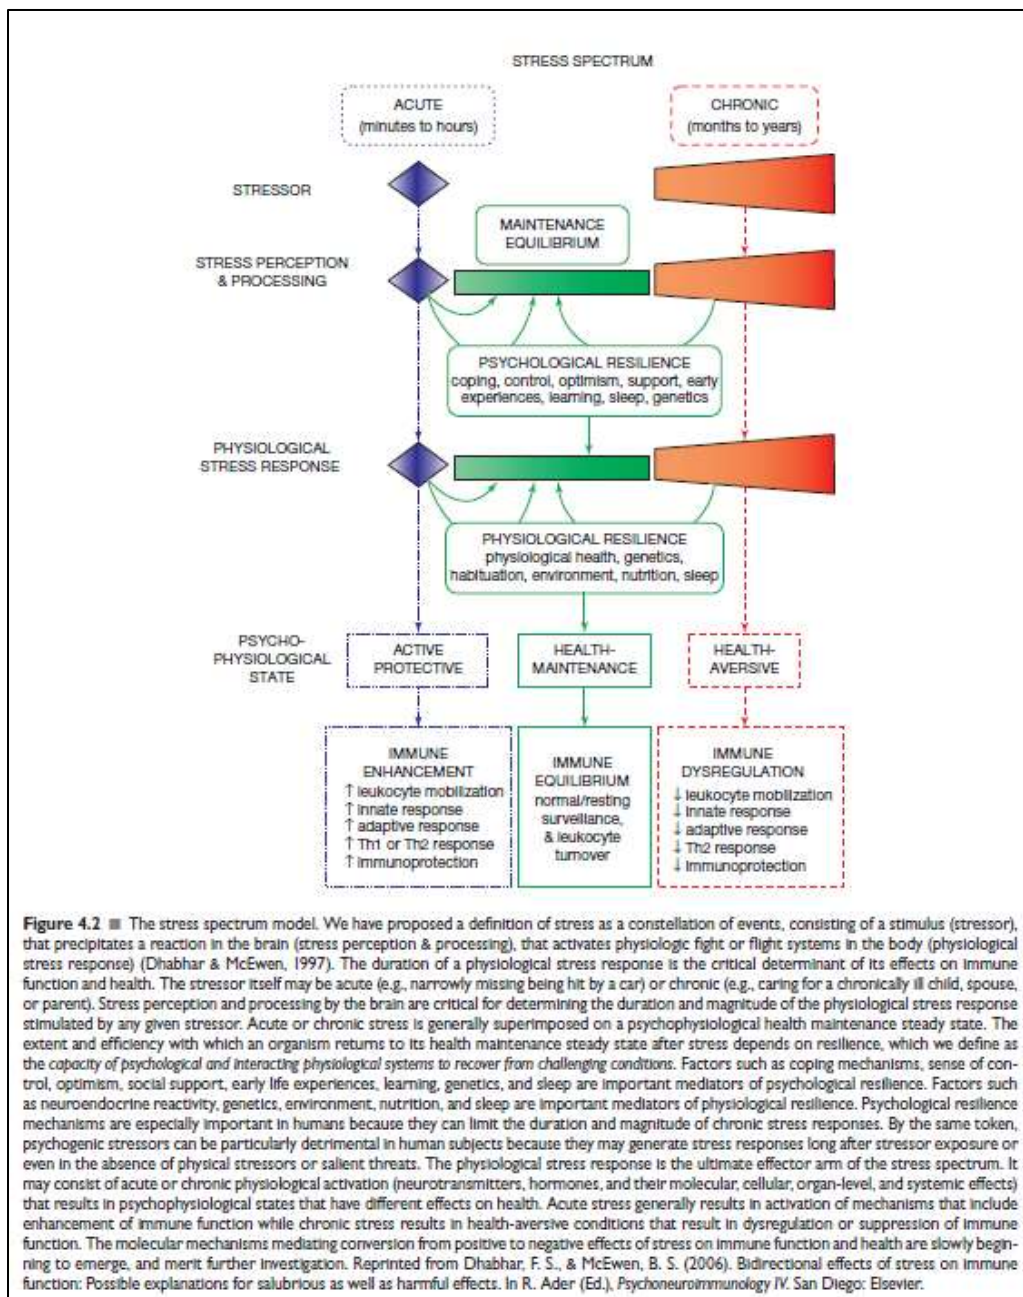 STRESS SPECTRUM
ACUTE
(minutes to hours)
CHRONIC
(months to years)
STRESSOR
MAINTENANCE
EQUILIBRIUM
STRESS PERCEPTION
& PROCESSING
PSYCHOLOGICAL RESILIENCE
coping, control, optimism, support, early
experiences, learning, sleep, genetics
PHYSIOLOGICAL
STRESS RESPONSE
PHYSIOLOGICAL RESILIENCE
physiological health, genetics,
habituation, environment, nutrition, sleep
PSYCHO-
PHYSIOLOGICAL
STATE
ACTIVE
PROTECTIVE
HEALTH-
MAINTENANCE
HEALTH-
AVERSIVE
IMMUNE
ENHANCEMENT
↑ leukocyte mobilization
↑ innate response
↑ adaptive response
↑ Th1 or Th2 response
↑ immunoprotection
IMMUNE
EQUILIBRIUM
normal/resting
surveillance,
& leukocyte
turnover
IMMUNE
DYSREGULATION
↓ leukocyte mobilization
↓ innate response
↓ adaptive response
↓ Th2 response
↓ immunoprotection
Figure 4.2 ■ The stress spectrum model. We have proposed a definition of stress as a constellation of events, consisting of a stimulus (stressor),
that precipitates a reaction in the brain (stress perception & processing), that activates physiologic fight or flight systems in the body (physiological
stress response) (Dhabhar & McEwen, 1997). The duration of a physiological stress response is the critical determinant of its effects on immune
function and health. The stressor itself may be acute (e.g., narrowly missing being hit by a car) or chronic (e.g., caring for a chronically ill child, spouse,
or parent). Stress perception and processing by the brain are critical for determining the duration and magnitude of the physiological stress response
stimulated by any given stressor. Acute or chronic stress is generally superimposed on a psychophysiological health maintenance steady state. The
extent and efficiency with which an organism returns to its health maintenance steady state after stress depends on resilience, which we define as
the capacity of psychological and interacting physiological systems to recover from challenging conditions. Factors such as coping mechanisms, sense of con-
trol, optimism, social support, early life experiences, learning, genetics, and sleep are important mediators of psychological resilience. Factors such
as neuroendocrine reactivity, genetics, environment, nutrition, and sleep are important mediators of physiological resilience. Psychological resilience
mechanisms are especially important in humans because they can limit the duration and magnitude of chronic stress responses. By the same token,
psychogenic stressors can be particularly detrimental in human subjects because they may generate stress responses long after stressor exposure or
even in the absence of physical stressors or salient threats. The physiological stress response is the ultimate effector arm of the stress spectrum. It
may consist of acute or chronic physiological activation (neurotransmitters, hormones, and their molecular, cellular, organ-level, and systemic effects)
that results in psychophysiological states that have different effects on health. Acute stress generally results in activation of mechanisms that include
enhancement of immune function while chronic stress results in health-aversive conditions that result in dysregulation or suppression of immune
function. The molecular mechanisms mediating conversion from positive to negative effects of stress on immune function and health are slowly begin-
ning to emerge, and merit further investigation. Reprinted from Dhabhar, F. S., & McEwen, B. S. (2006). Bidirectional effects of stress on immune
function: Possible explanations for salubrious as well as harmful effects. In R. Ader (Ed.), Psychoneuroimmunology IV. San Diego: Elsevier.